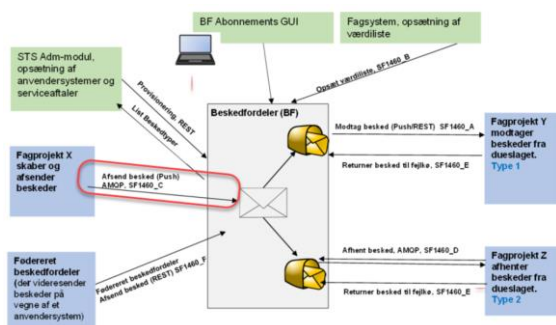 BF Abonnements GUI
Fagsystem, opsætning af
værdiliste
STS Adm-modul,
opsætning af
anvendersystemer og
serviceaftaler
Opsæt værdiliste, SF1460_B
Provisionering, REST
List Beskedtyper
Beskedfordeler (BF)
Modtag besked (Push/REST) SF1460_A
Fagprojekt Y
modtager
beskeder fra
dueslaget.
Type 1
Returner besked til fejlkø, SF1460_E
Fagprojekt X
skaber og
afsender
beskeder
Afsend besked (Push)
AMQP, SF1460_C
Afhent besked, AMQP, SF1460_D
Fagprojekt Z
afhenter
beskeder fra
dueslaget.
Type 2
Returner besked til fejlkø, SF1460_E
Fødereret
beskedfordeler
(der videresender
beskeder på
vegne af et
anvendersystem)
Fødereret beskedfordeler
Afsend besked (REST) SF1460_F